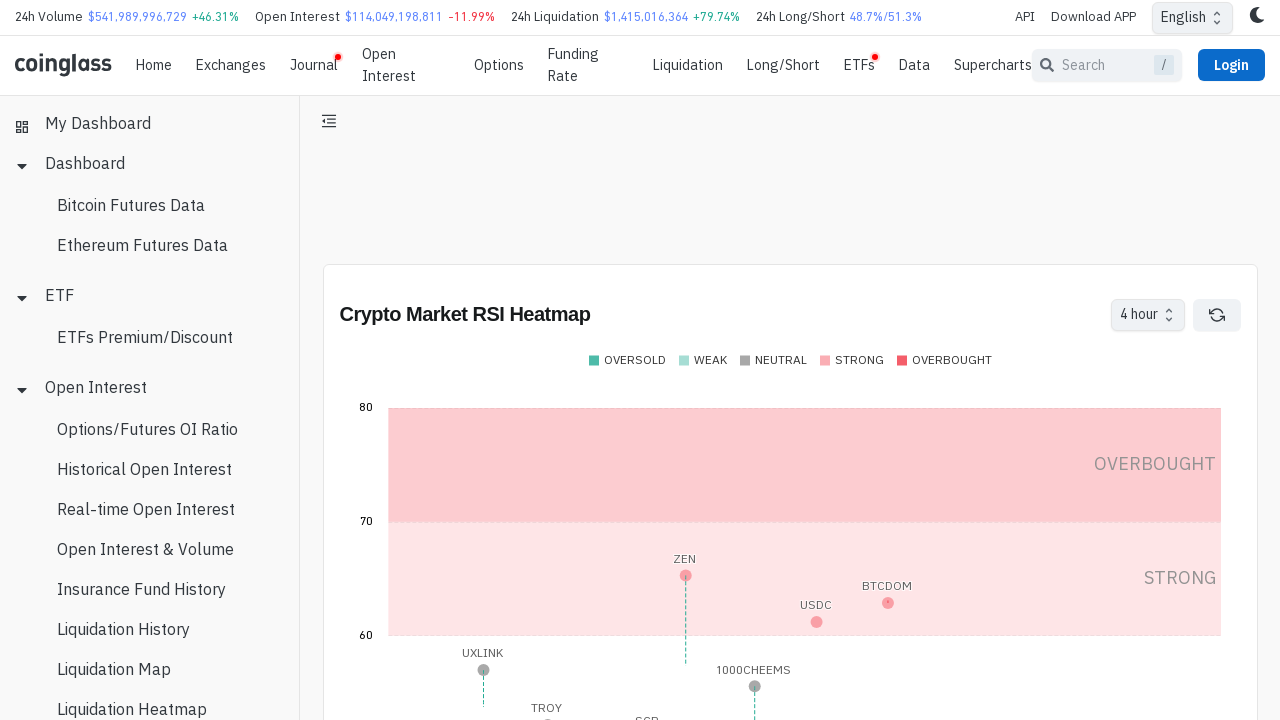 24h Volume $541,989,996,729 +46.31% Open Interest $114,049,198,811 -11.99% 24h Liquidation $1,415,016,364 +79.74% 24h Long/Short 48.7%/51.3% API Download APP English
coinglass Home Exchanges Journal Open Interest Options Funding Rate Liquidation Long/Short ETFs Data Supercharts Search / Login
My Dashboard
Dashboard
Bitcoin Futures Data
Ethereum Futures Data
ETF
ETFs Premium/Discount
Open Interest
Options/Futures OI Ratio
Historical Open Interest
Real-time Open Interest
Open Interest & Volume
Insurance Fund History
Liquidation History
Liquidation Map
Liquidation Heatmap
Crypto Market RSI Heatmap 4 hour
OVERSOLD WEAK NEUTRAL STRONG OVERBOUGHT
80
OVERBOUGHT
70
ZEN
STRONG
BTCDOM
USDC
60
UXLINK
1000CHEEMS
TROY